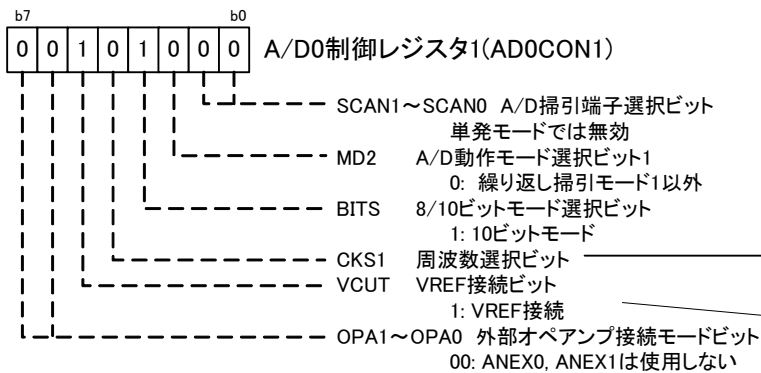 b7 b0
0 0 1 0 1 0 0 0 A/D0制御レジスタ1(AD0CON1)
SCAN1～SCAN0 A/D掃引端子選択ビット
単発モードでは無効
MD2 A/D動作モード選択ビット1
0: 繰り返し掃引モード1以外
BITS 8/10ビットモード選択ビット
1: 10ビットモード
CKS1 周波数選択ビット
VCUT VREF接続ビット
1: VREF接続
OPA1～OPA0 外部オペアンプ接続モードビット
00: ANEX0, ANEX1は使用しない